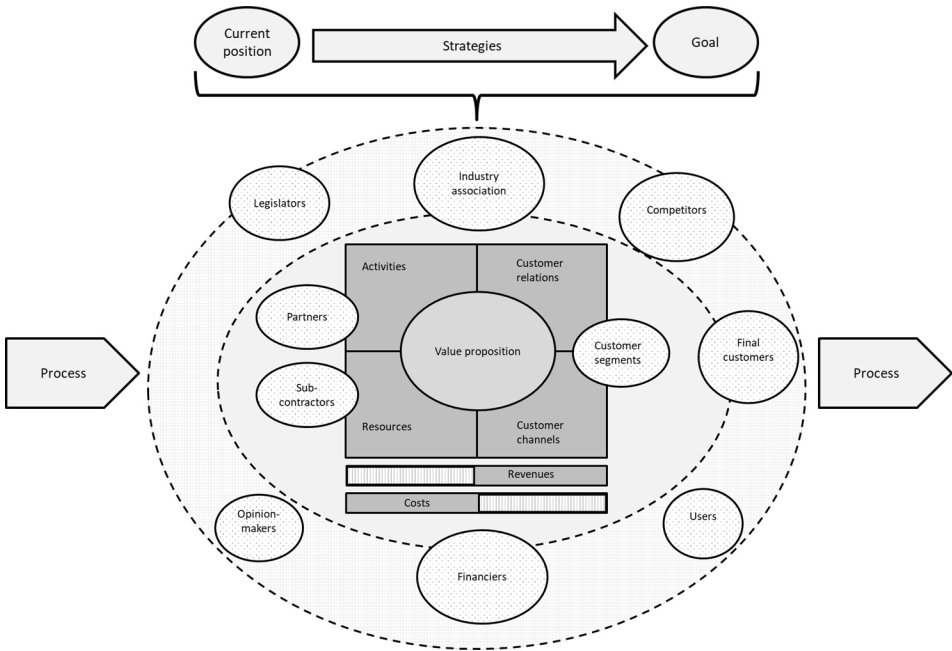 Current
position
Strategies
Goal
Industry
association
Legislators
Competitors
Activities
Customer
relations
Partners
Value proposition
Customer
segments
Final
customers
Process
Process
Sub-
contractors
Resources
Customer
channels
Revenues
Costs
Opinion-
makers
Users
Financiers